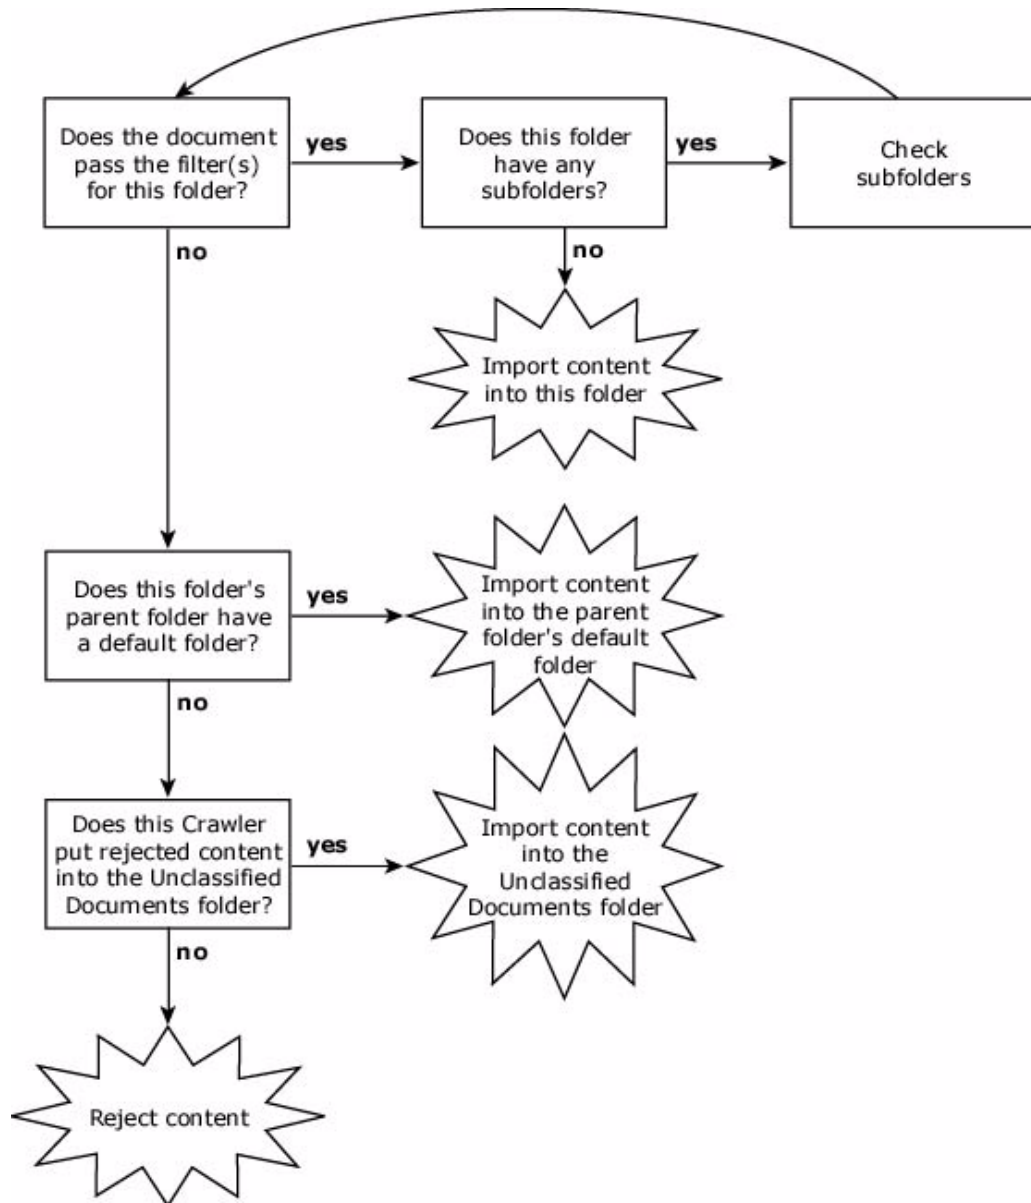 Does the document
pass the filter(s)
for this folder?
yes
Does this folder
have any
subfolders?
yes
Check
subfolders
no
no
Import content
into this folder
Does this folder's
parent folder have
a default folder?
yes
Import content
into the parent
folder's default
folder
no
Does this Crawler
put rejected content
into the Unclassified
Documents folder?
yes
Import content
into the
Unclassified
Documents folder
no
Reject content